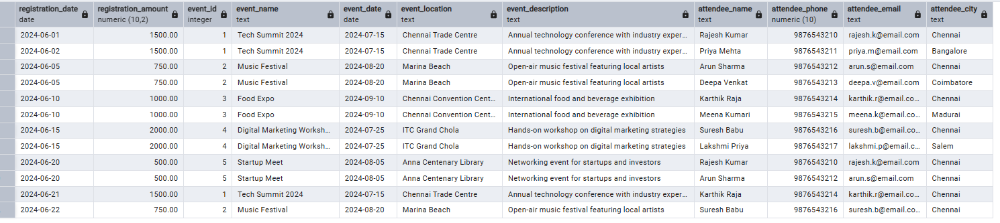 registration_date registration_amount event_id event_name event_date event_location event_description attendee_name attendee_phone attendee_email attendee_city
date numeric (10,2) integer text date text text text numeric (10) text text
2024-06-01 1500.00 1 Tech Summit 2024 2024-07-15 Chennai Trade Centre Annual technology conference with industry exper... Rajesh Kumar 9876543210 rajesh.k@email.com Chennai
2024-06-02 1500.00 1 Tech Summit 2024 2024-07-15 Chennai Trade Centre Annual technology conference with industry exper... Priya Mehta 9876543211 priya.m@email.com Bangalore
2024-06-05 750.00 2 Music Festival 2024-08-20 Marina Beach Open-air music festival featuring local artists Arun Sharma 9876543212 arun.s@email.com Chennai
2024-06-05 750.00 2 Music Festival 2024-08-20 Marina Beach Open-air music festival featuring local artists Deepa Venkat 9876543213 deepa.v@email.com Coimbatore
2024-06-10 1000.00 3 Food Expo 2024-09-10 Chennai Convention Cent... International food and beverage exhibition Karthik Raja 9876543214 karthik.r@email.co... Chennai
2024-06-10 1000.00 3 Food Expo 2024-09-10 Chennai Convention Cent... International food and beverage exhibition Meena Kumari 9876543215 meena.k@email.co... Madurai
2024-06-15 2000.00 4 Digital Marketing Worksh... 2024-07-25 ITC Grand Chola Hands-on workshop on digital marketing strategies Suresh Babu 9876543216 suresh.b@email.com Chennai
2024-06-15 2000.00 4 Digital Marketing Worksh... 2024-07-25 ITC Grand Chola Hands-on workshop on digital marketing strategies Lakshmi Priya 9876543217 lakshmi.p@email.c... Salem
2024-06-20 500.00 5 Startup Meet 2024-08-05 Anna Centenary Library Networking event for startups and investors Rajesh Kumar 9876543210 rajesh.k@email.com Chennai
2024-06-20 500.00 5 Startup Meet 2024-08-05 Anna Centenary Library Networking event for startups and investors Arun Sharma 9876543212 arun.s@email.com Chennai
2024-06-21 1500.00 1 Tech Summit 2024 2024-07-15 Chennai Trade Centre Annual technology conference with industry exper... Karthik Raja 9876543214 karthik.r@email.co... Chennai
2024-06-22 750.00 2 Music Festival 2024-08-20 Marina Beach Open-air music festival featuring local artists Suresh Babu 9876543216 suresh.b@email.co... Chennai